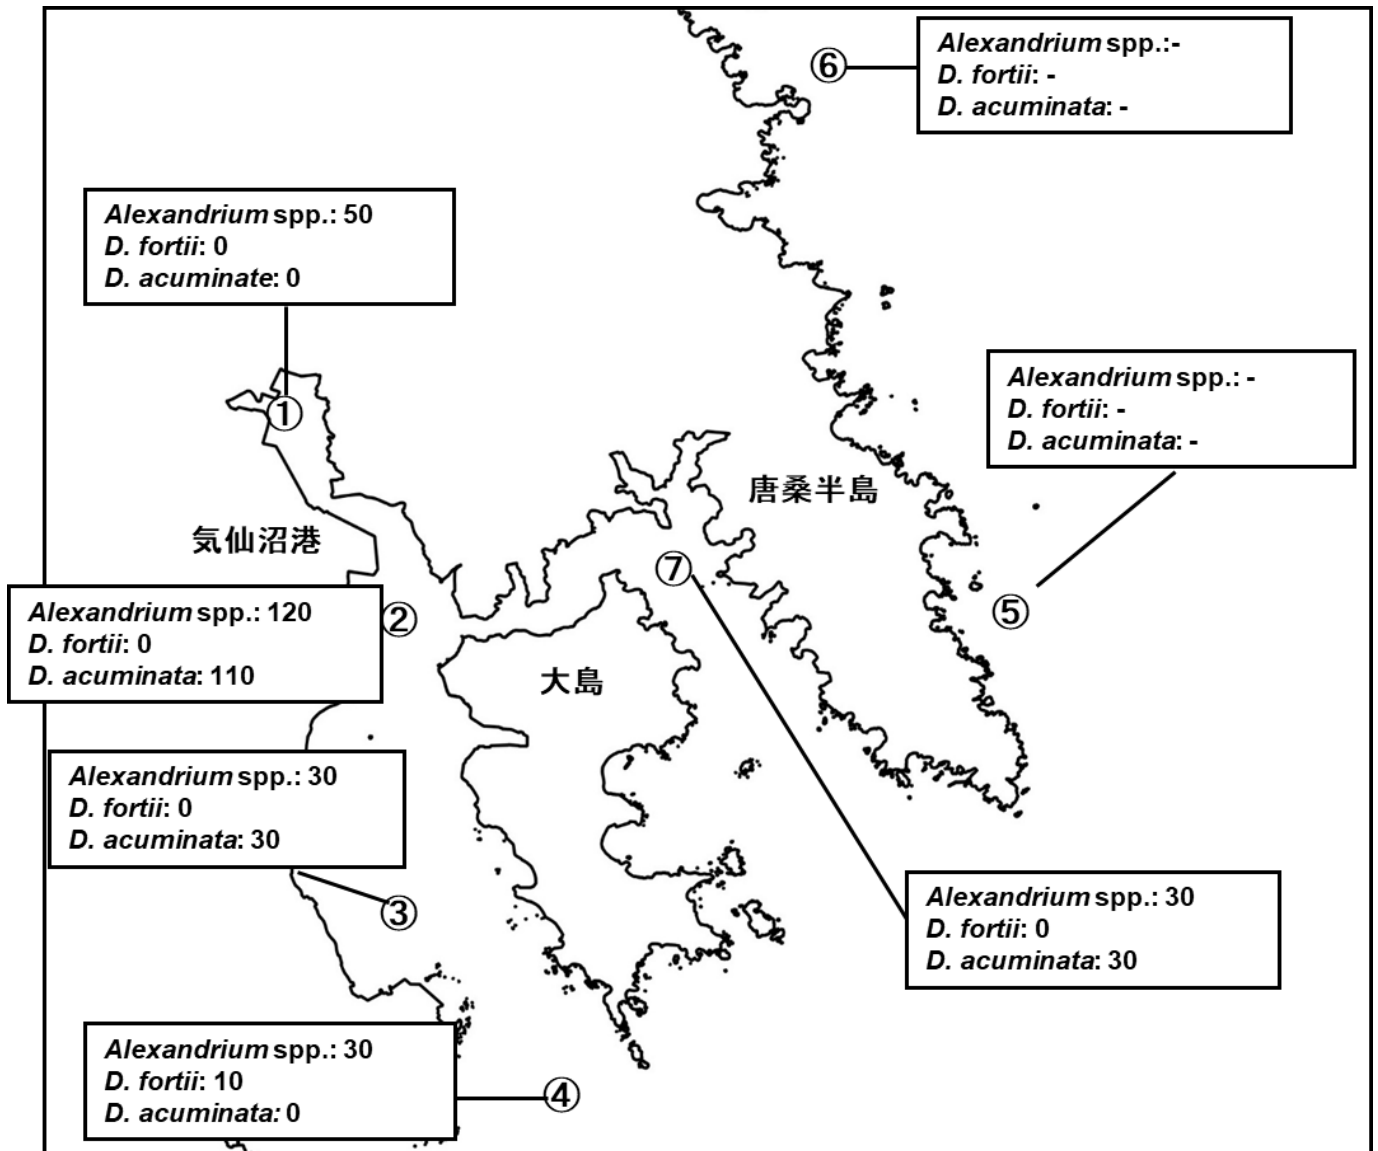 ⑥
Alexandrium spp.:-
D. fortii: -
D. acuminata: -
Alexandrium spp.: 50
D. fortii: 0
D. acuminate: 0
①
Alexandrium spp.: -
D. fortii: -
D. acuminata: -
唐桑半島
気仙沼港
⑦
⑤
Alexandrium spp.: 120
D. fortii: 0
D. acuminata: 110
②
大島
Alexandrium spp.: 30
D. fortii: 0
D. acuminata: 30
③
Alexandrium spp.: 30
D. fortii: 0
D. acuminata: 30
Alexandrium spp.: 30
D. fortii: 10
D. acuminata: 0
④